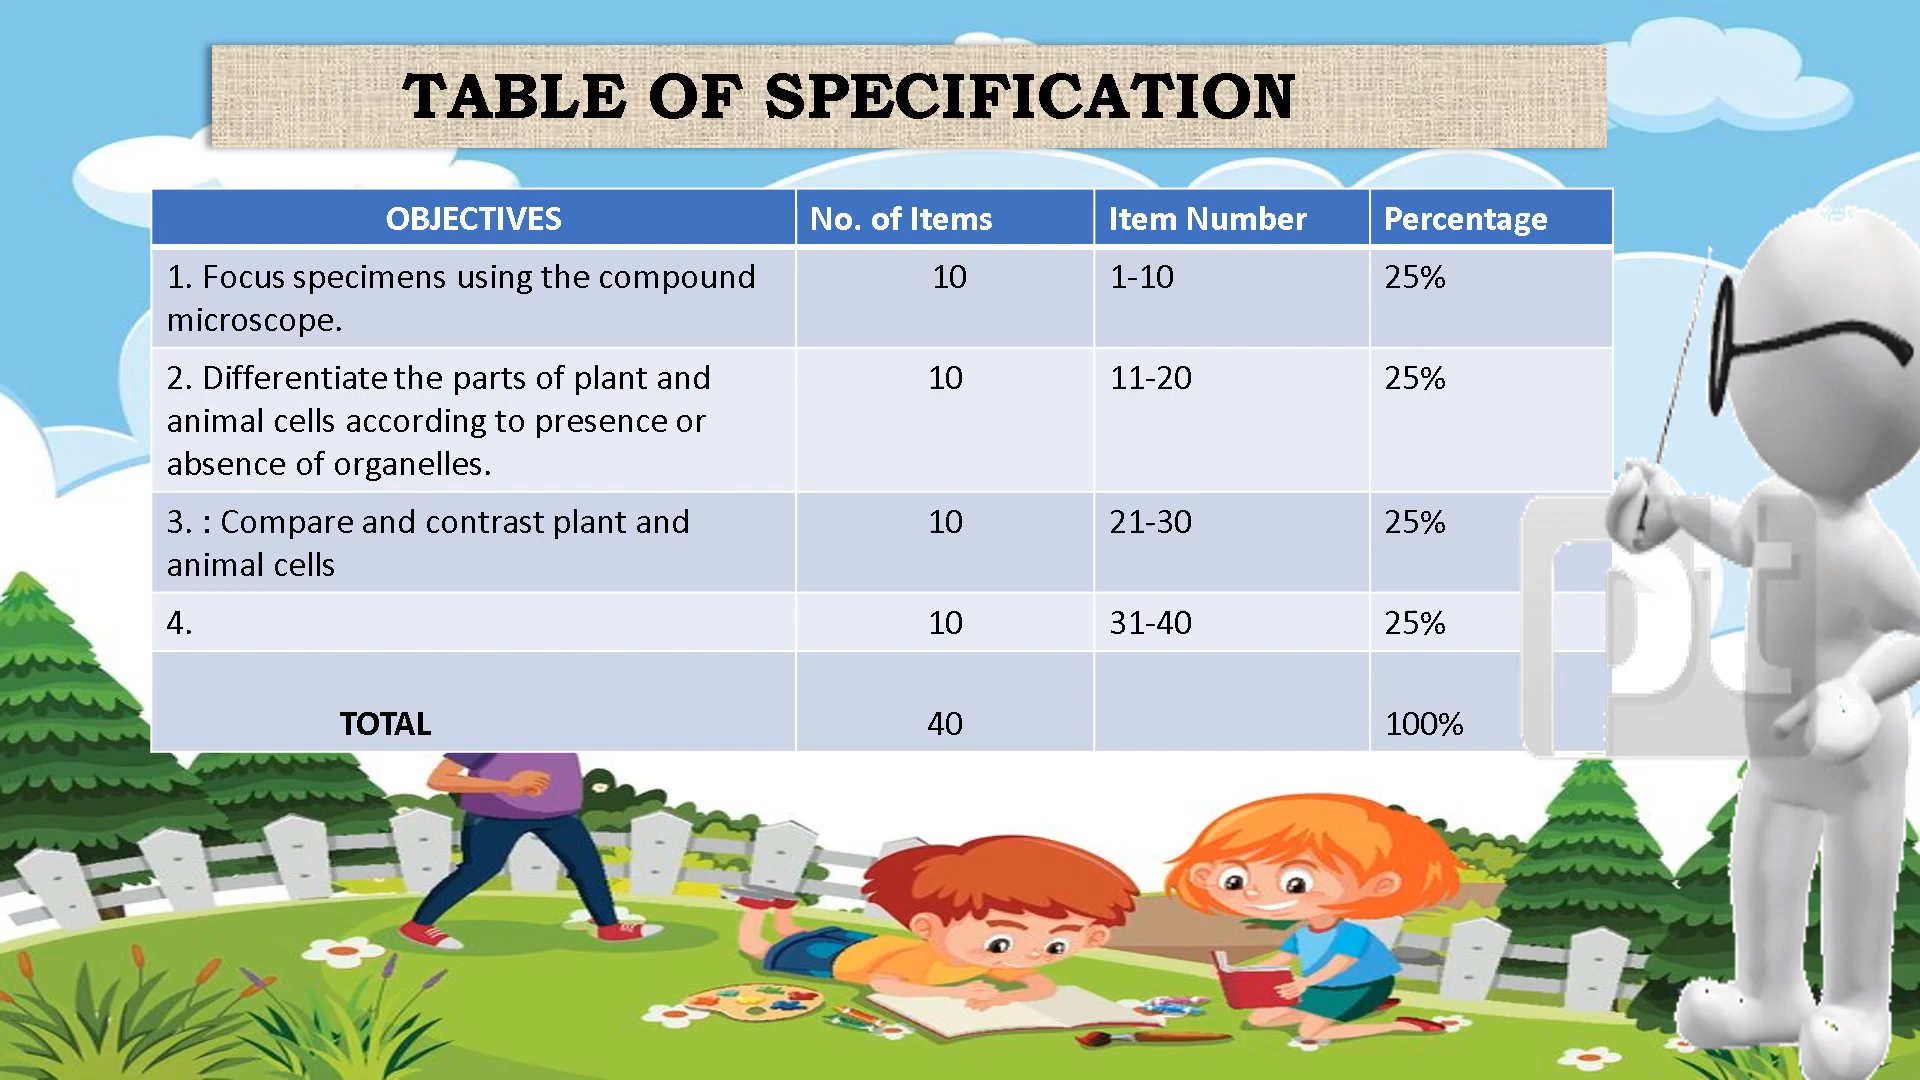 TABLE OF SPECIFICATION
OBJECTIVES No. of Items Item Number Percentage
1. Focus specimens using the compound 10 1-10 25%
microscope.
2. Differentiate the parts of plant and 10 11-20 25%
animal cells according to presence or
absence of organelles.
3. : Compare and contrast plant and 10 21-30 25%
animal cells
4. 10 31-40 25%
TOTAL 40 100%